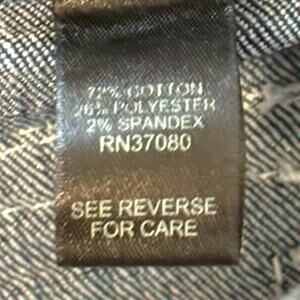 72% COTTON
26% POLYESTER
2% SPANDEX
RN37080
SEE REVERSE
FOR CARE